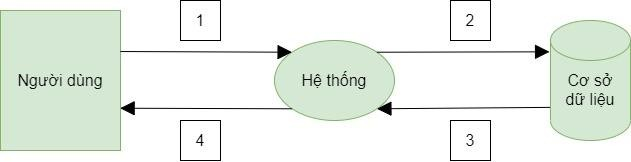 1
2
Người dùng
Hệ thống
Cơ sở
dữ liệu
4
3